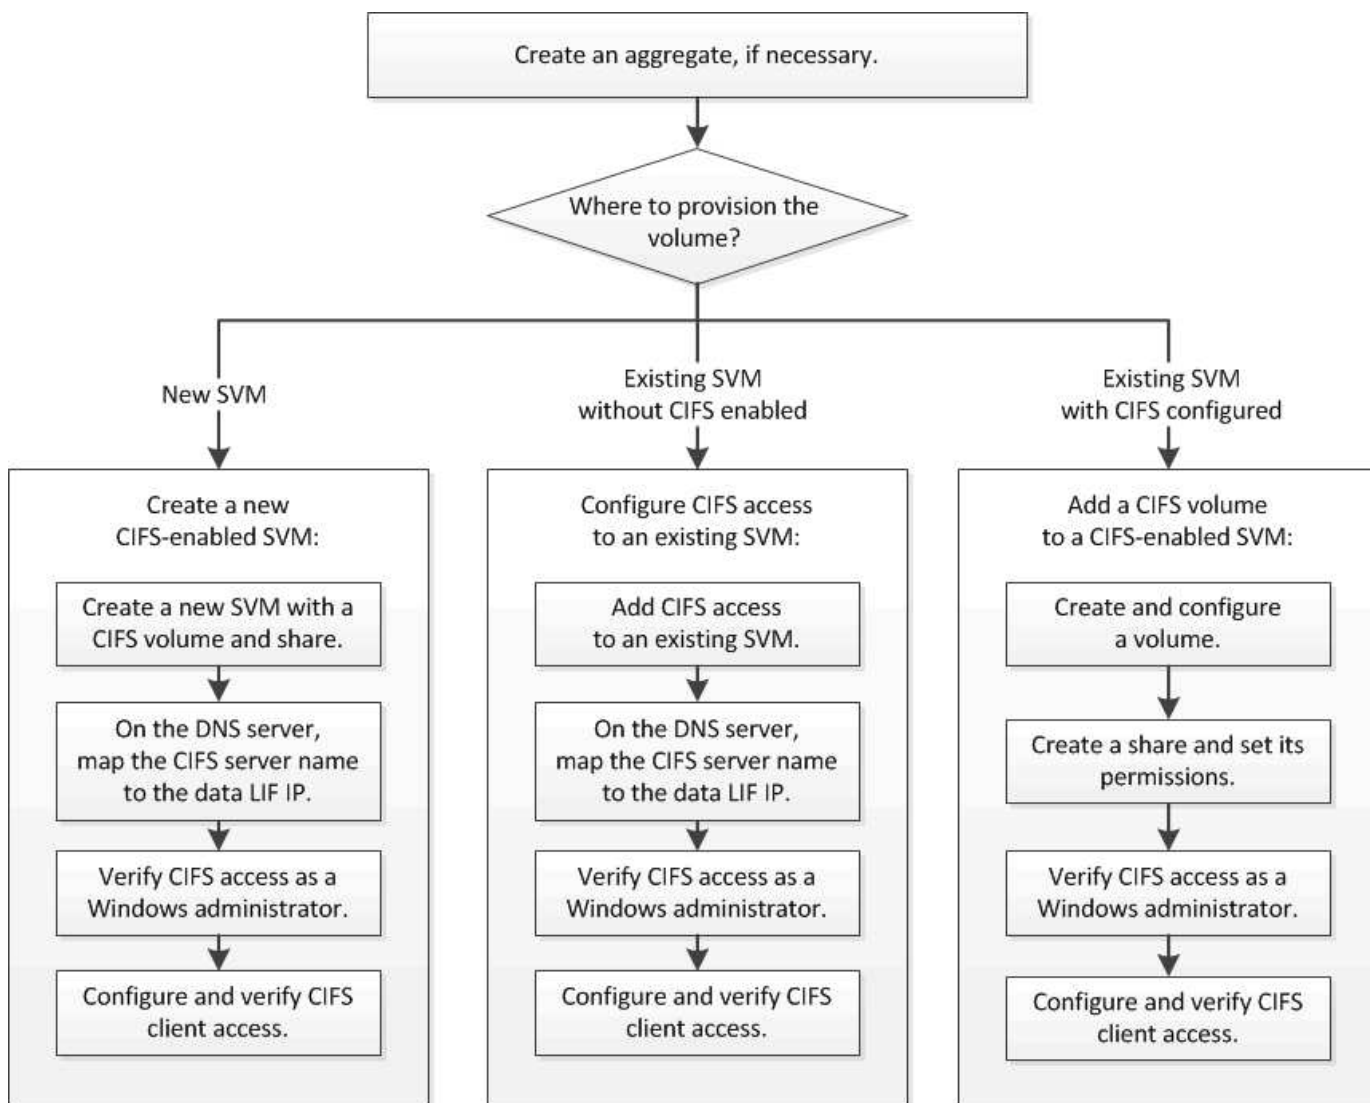 Create an aggregate, if necessary.
Where to provision the
volume?
New SVM
Existing SVM
without CIFS enabled
Existing SVM
with CIFS configured
Create a new
CIFS-enabled SVM:
Create a new SVM with a
CIFS volume and share.
On the DNS server,
map the CIFS server name
to the data LIF IP.
Verify CIFS access as a
Windows administrator.
Configure and verify CIFS
client access.
Configure CIFS access
to an existing SVM:
Add CIFS access
to an existing SVM.
On the DNS server,
map the CIFS server name
to the data LIF IP.
Verify CIFS access as a
Windows administrator.
Configure and verify CIFS
client access.
Add a CIFS volume
to a CIFS-enabled SVM:
Create and configure
a volume.
Create a share and set its
permissions.
Verify CIFS access as a
Windows administrator.
Configure and verify CIFS
client access.